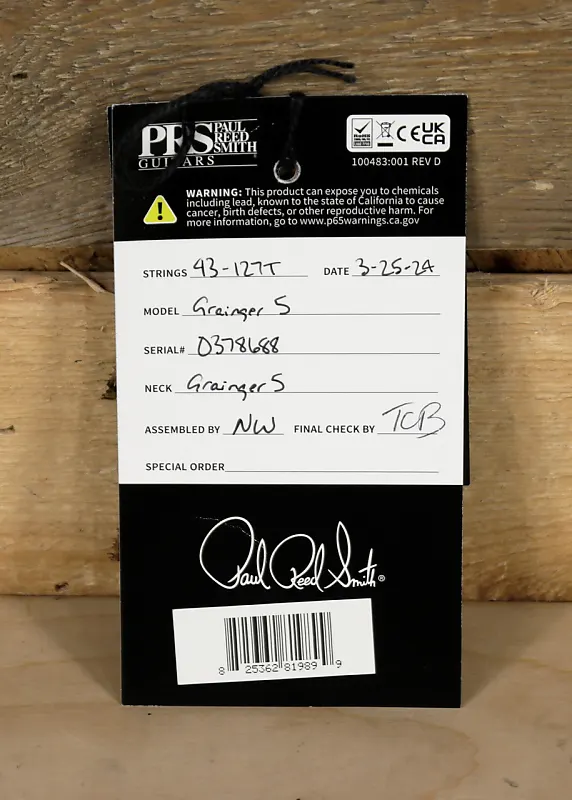 PRS PAUL REED SMITH
GUITARS
RoHS CE UK CA
100483:001 REV D
WARNING: This product can expose you to chemicals
including lead, known to the state of California to cause
cancer, birth defects, or other reproductive harm. For
more information, go to www.p65warnings.ca.gov
STRINGS 43-127T DATE 3-25-24
MODEL Grainger 5
SERIAL# 0378688
NECK Grainger 5
ASSEMBLED BY NW FINAL CHECK BY TCB
SPECIAL ORDER
Paul Reed Smith®
8 25362 81989 9